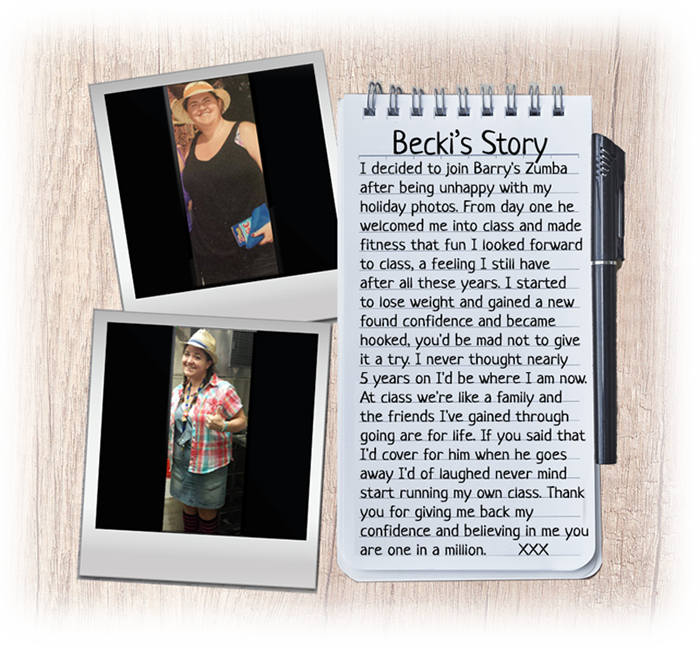 Becki's Story
I decided to join Barry's Zumba
after being unhappy with my
holiday photos. From day one he
welcomed me into class and made
fitness that fun I looked forward
to class, a feeling I still have
after all these years. I started
to lose weight and gained a new
found confidence and became
hooked, you'd be mad not to give
it a try. I never thought nearly
5 years on I'd be where I am now.
At class we're like a family and
the friends I've gained through
going are for life. If you said that
I'd cover for him when he goes
away I'd of laughed never mind
start running my own class. Thank
you for giving me back my
confidence and believing in me you
are one in a million. XXX